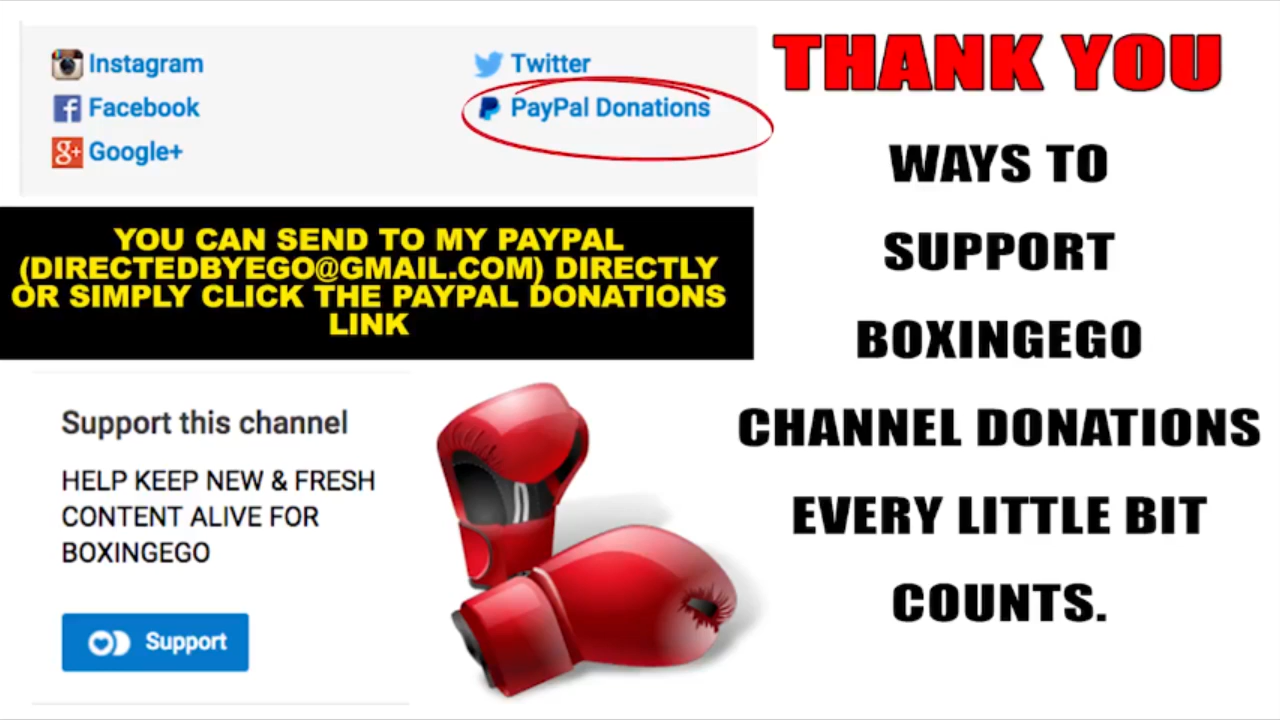 Instagram
Twitter
Facebook
PayPal Donations
Google+
YOU CAN SEND TO MY PAYPAL
(DIRECTEDBYEGO@GMAIL.COM) DIRECTLY
OR SIMPLY CLICK THE PAYPAL DONATIONS
LINK
Support this channel
HELP KEEP NEW & FRESH
CONTENT ALIVE FOR
BOXINGEGO
Support
THANK YOU
WAYS TO
SUPPORT
BOXINGEGO
CHANNEL DONATIONS
EVERY LITTLE BIT
COUNTS.